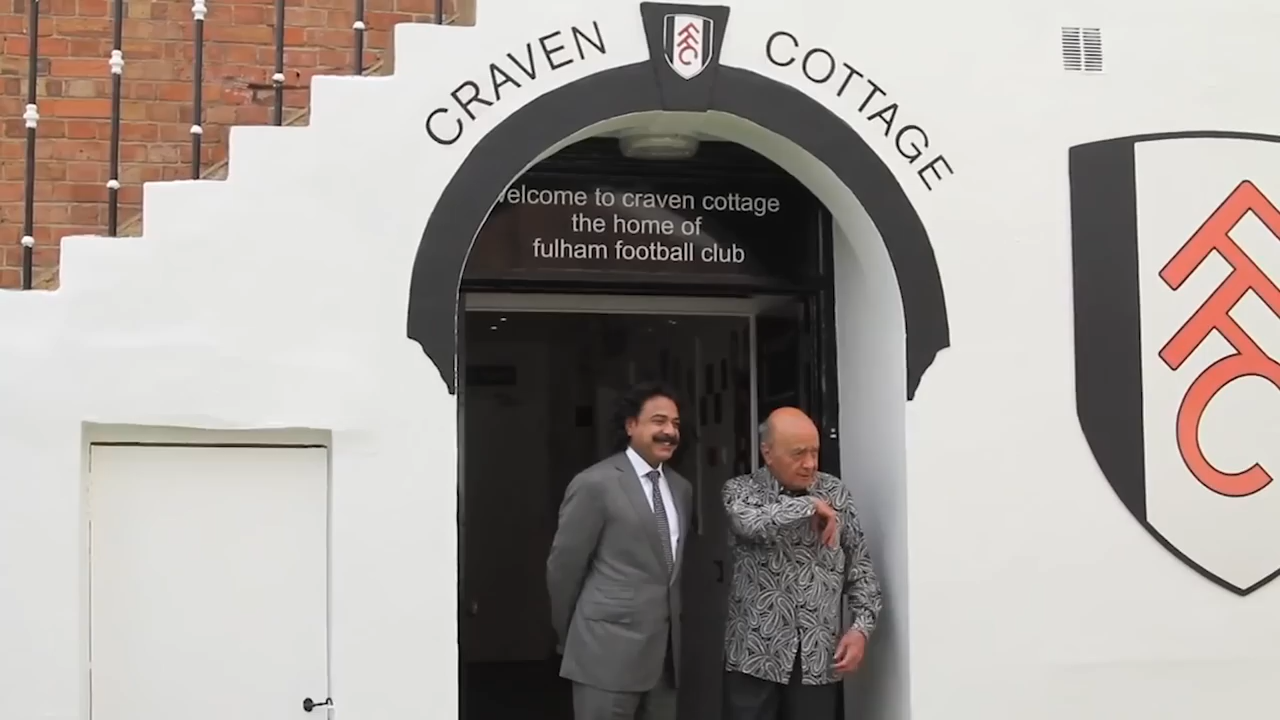 CRAVEN COTTAGE
FFC
welcome to craven cottage
the home of
fulham football club
FFC